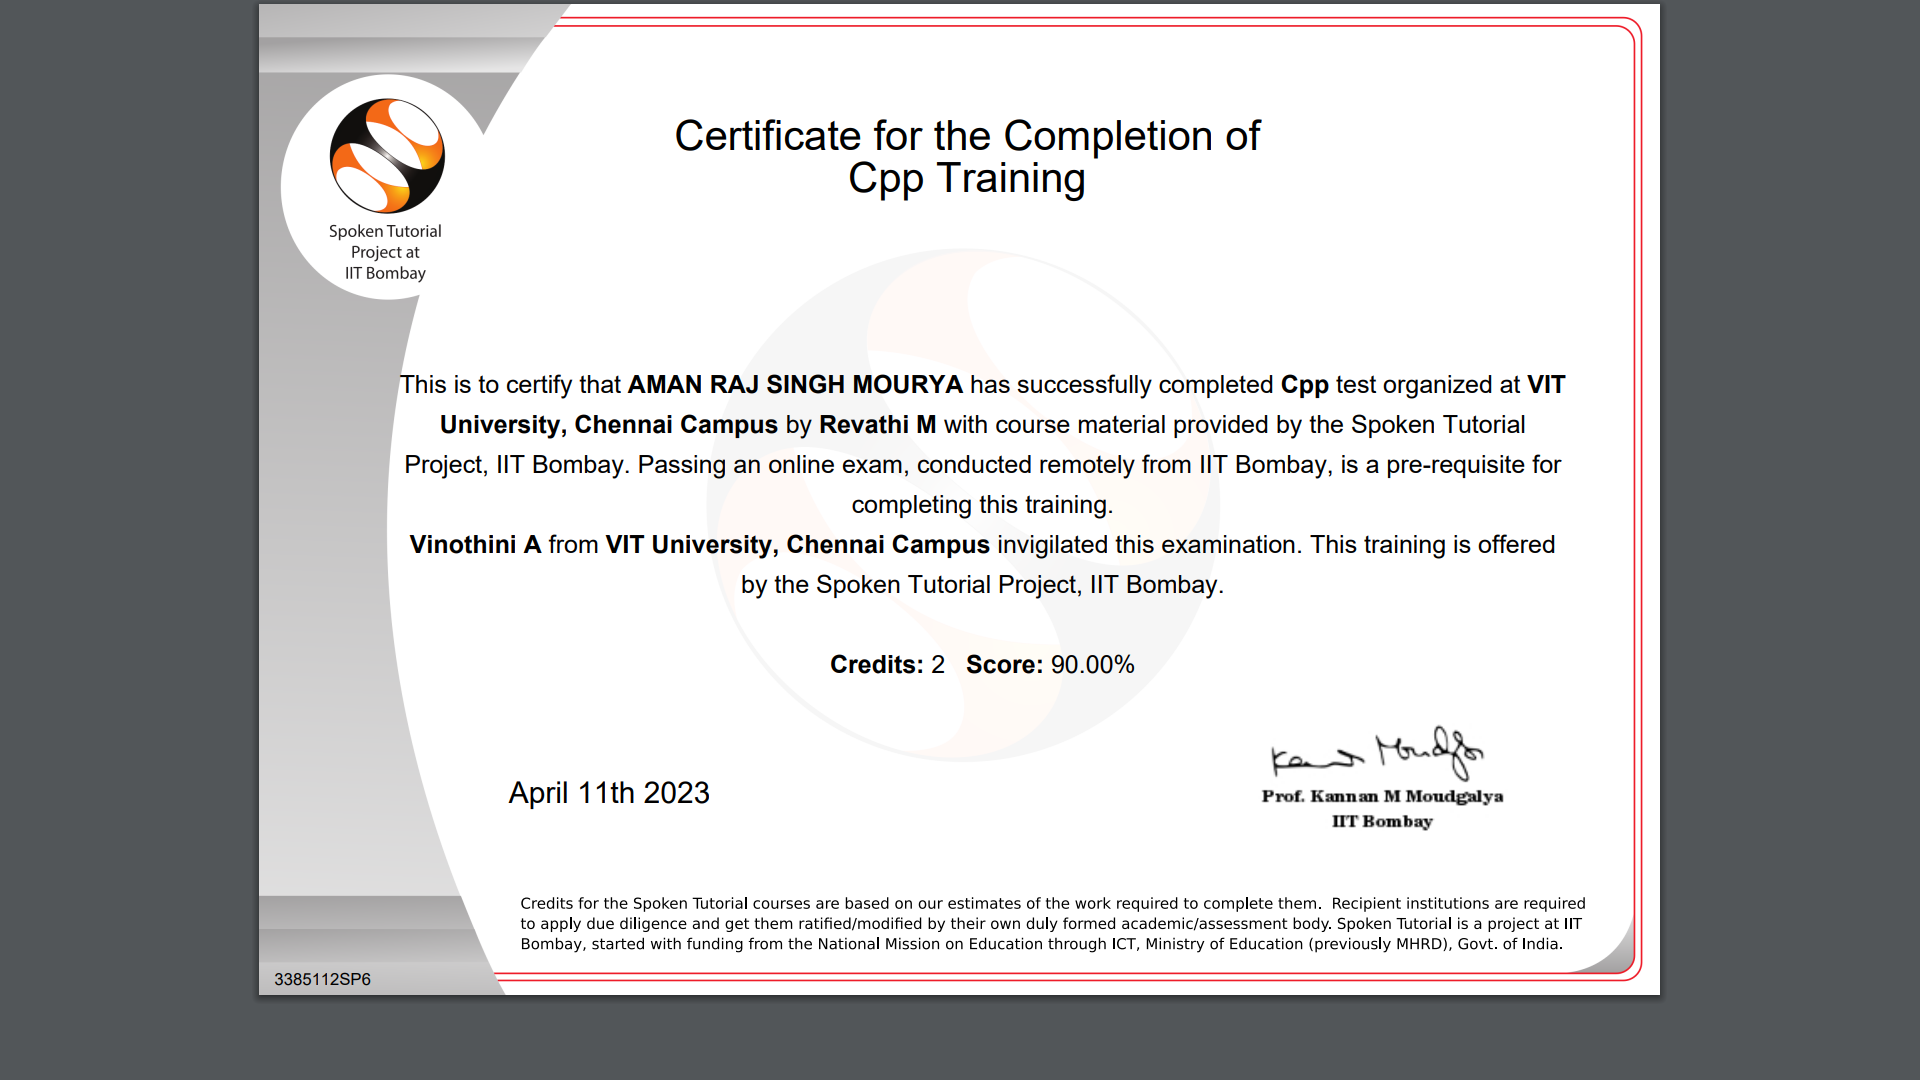 Spoken Tutorial
Project at
IIT Bombay
Certificate for the Completion of
Cpp Training
This is to certify that AMAN RAJ SINGH MOURYA has successfully completed Cpp test organized at VIT
University, Chennai Campus by Revathi M with course material provided by the Spoken Tutorial
Project, IIT Bombay. Passing an online exam, conducted remotely from IIT Bombay, is a pre-requisite for
completing this training.
Vinothini A from VIT University, Chennai Campus invigilated this examination. This training is offered
by the Spoken Tutorial Project, IIT Bombay.
Credits: 2 Score: 90.00%
April 11th 2023
Prof. Kannan M Moudgalya
IIT Bombay
Credits for the Spoken Tutorial courses are based on our estimates of the work required to complete them. Recipient institutions are required
to apply due diligence and get them ratified/modified by their own duly formed academic/assessment body. Spoken Tutorial is a project at IIT
Bombay, started with funding from the National Mission on Education through ICT, Ministry of Education (previously MHRD), Govt. of India.
3385112SP6